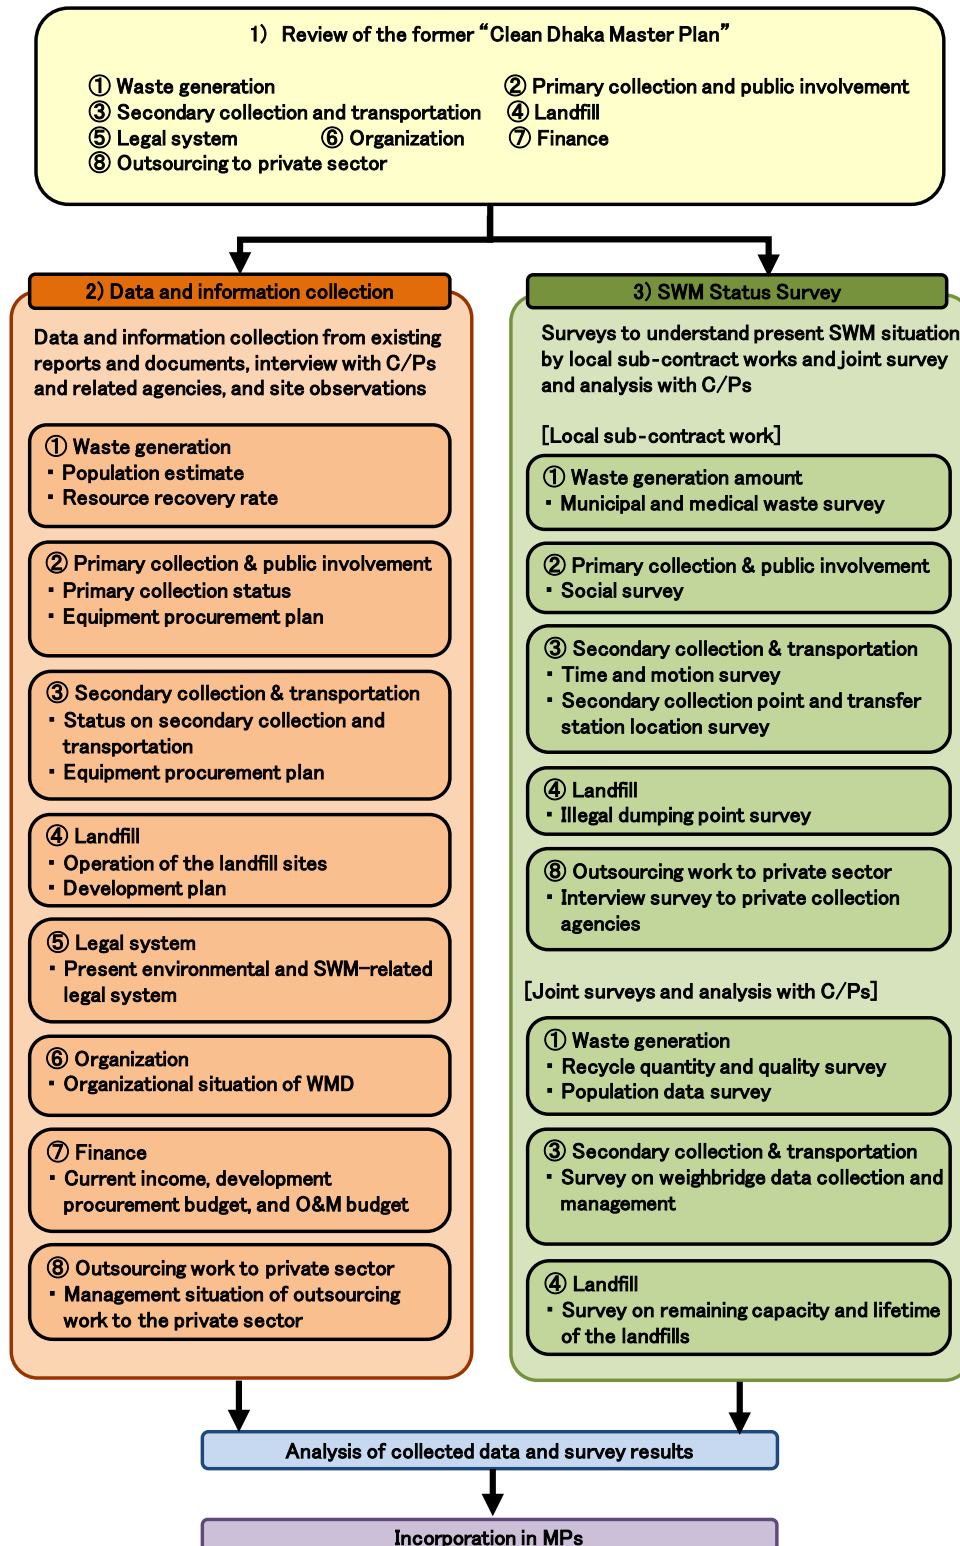 1) Review of the former “Clean Dhaka Master Plan”
① Waste generation ② Primary collection and public involvement
③ Secondary collection and transportation ④ Landfill
⑤ Legal system ⑥ Organization ⑦ Finance
⑧ Outsourcing to private sector
2) Data and information collection
Data and information collection from existing
reports and documents, interview with C/Ps
and related agencies, and site observations
① Waste generation
・Population estimate
・Resource recovery rate
② Primary collection & public involvement
・Primary collection status
・Equipment procurement plan
③ Secondary collection & transportation
・Status on secondary collection and
transportation
・Equipment procurement plan
④ Landfill
・Operation of the landfill sites
・Development plan
⑤ Legal system
・Present environmental and SWM-related
legal system
⑥ Organization
・Organizational situation of WMD
⑦ Finance
・Current income, development
procurement budget, and O&M budget
⑧ Outsourcing work to private sector
・Management situation of outsourcing
work to the private sector
3) SWM Status Survey
Surveys to understand present SWM situation
by local sub-contract works and joint survey
and analysis with C/Ps
[Local sub-contract work]
① Waste generation amount
・Municipal and medical waste survey
② Primary collection & public involvement
・Social survey
③ Secondary collection & transportation
・Time and motion survey
・Secondary collection point and transfer
station location survey
④ Landfill
・Illegal dumping point survey
⑧ Outsourcing work to private sector
・Interview survey to private collection
agencies
[Joint surveys and analysis with C/Ps]
① Waste generation
・Recycle quantity and quality survey
・Population data survey
③ Secondary collection & transportation
・Survey on weighbridge data collection and
management
④ Landfill
・Survey on remaining capacity and lifetime
of the landfills
Analysis of collected data and survey results
Incorporation in MPs